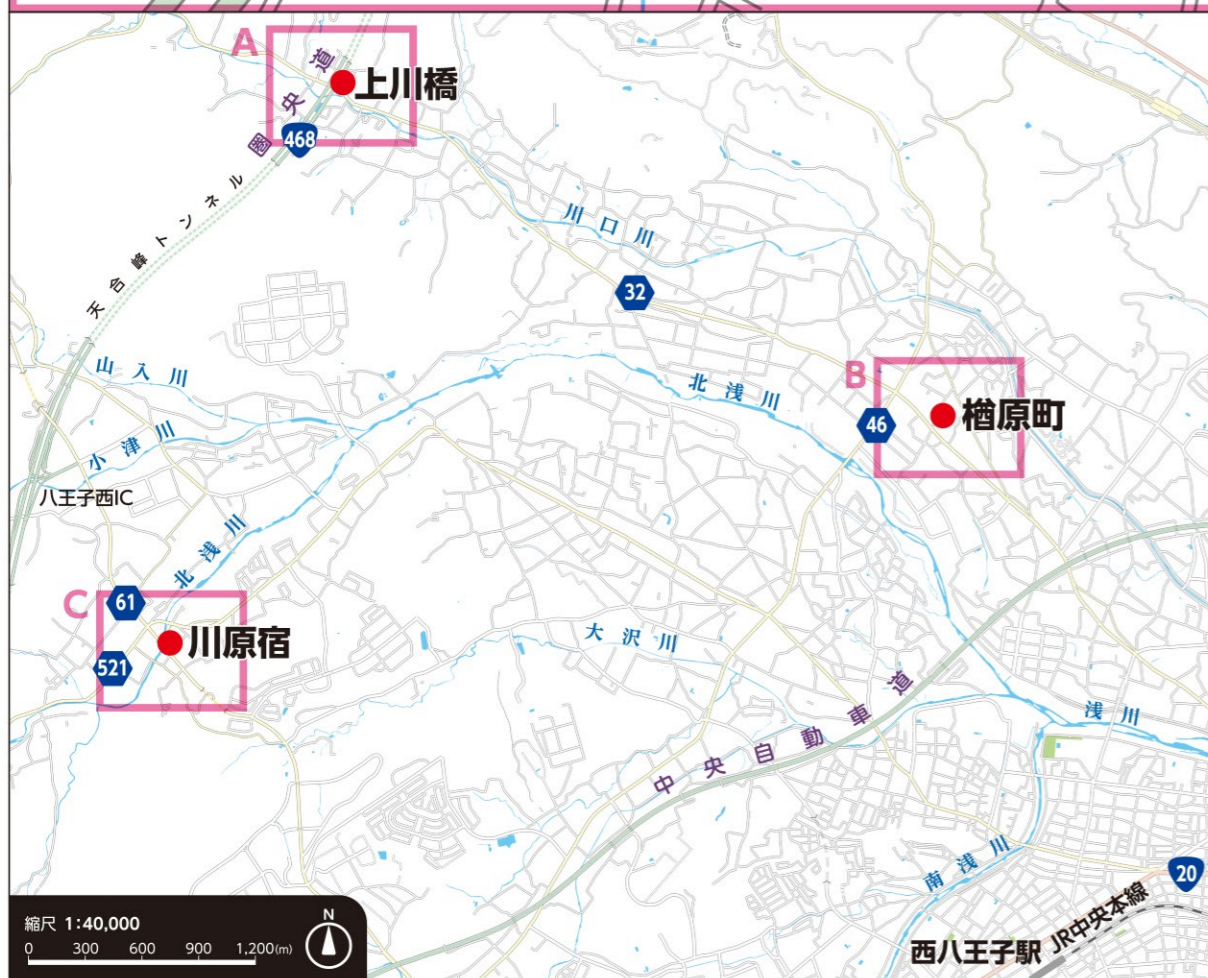 A
上川橋
圏央道
468
天合峰トンネル
川口川
32
山入川
小津川
八王子西IC
北浅川
B
46
楢原町
北浅川
C
61
521
川原宿
大沢川
中央自動車道
浅川
南浅川
20
JR中央本線
西八王子駅
縮尺 1:40,000
0 300 600 900 1,200(m)
N